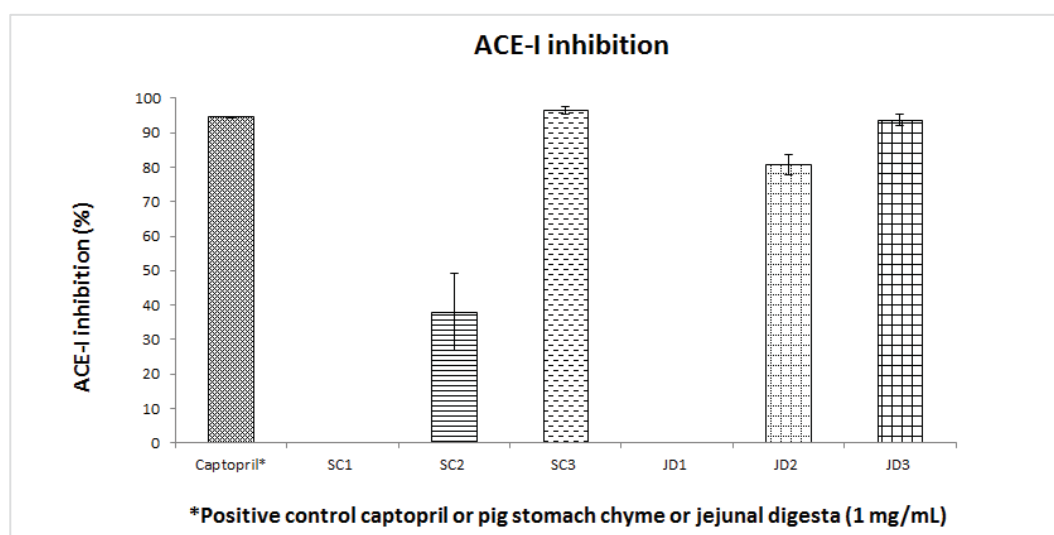 ACE-I inhibition
100
90
80
70
60
50
40
30
20
10
0
ACE-I inhibition (%)
Captopril* SC1 SC2 SC3 JD1 JD2 JD3
*Positive control captopril or pig stomach chyme or jejunal digesta (1 mg/mL)